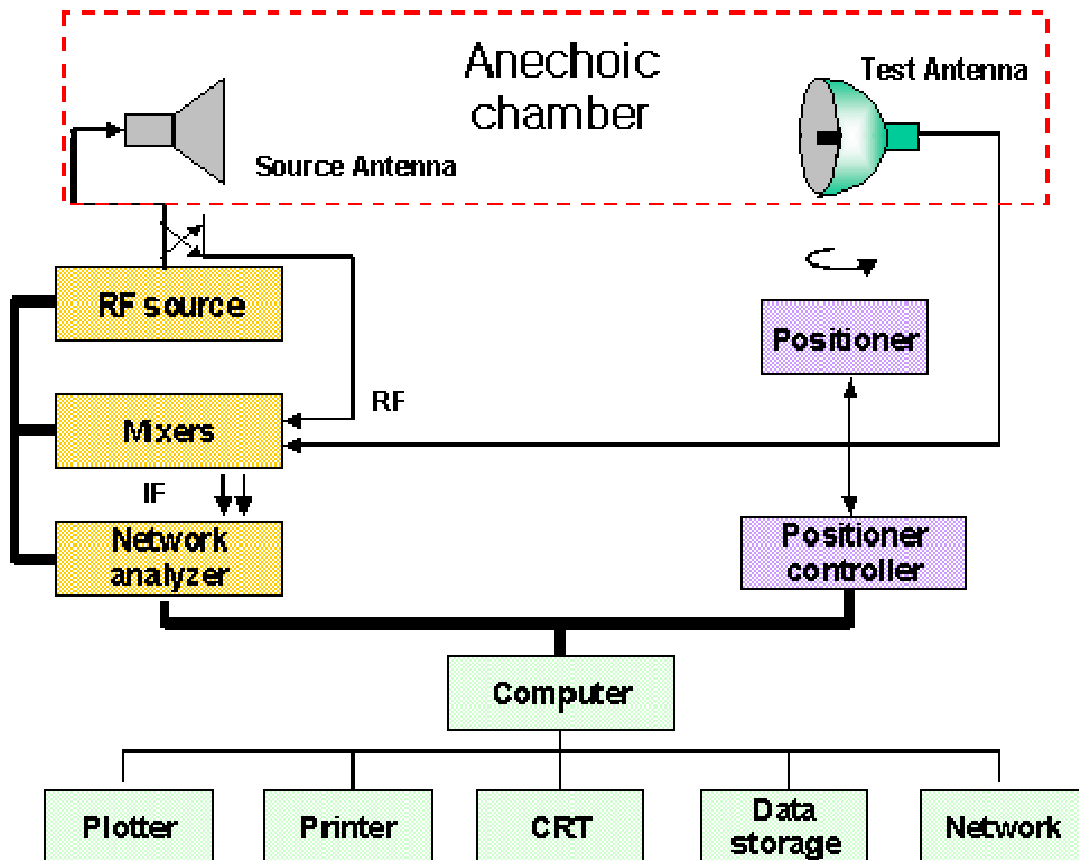 Anechoic
chamber
Test Antenna
Source Antenna
RF source
Positioner
RF
Mixers
IF
Network
analyzer
Positioner
controller
Computer
Plotter
Printer
CRT
Data
storage
Network